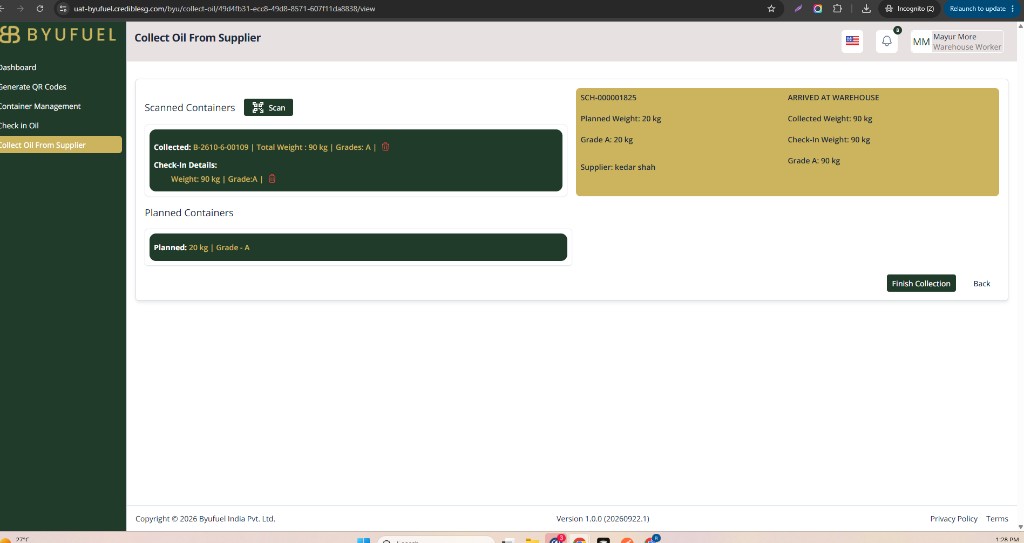 uat-byufuel.crediblesg.com/byu/collect-oil/49d4fb31-ecd8-49d8-8571-607f11da8838/view
Incognito (2)
Relaunch to update
BYUFUEL
Collect Oil From Supplier
MM
Mayur More
Warehouse Worker
Dashboard
Generate QR Codes
Container Management
Check in Oil
Collect Oil From Supplier
Scanned Containers
Scan
Collected: B-2610-6-00109 | Total Weight : 90 kg | Grades: A |
Check-In Details:
Weight: 90 kg | Grade:A |
Planned Containers
Planned: 20 kg | Grade - A
SCH-000001825
ARRIVED AT WAREHOUSE
Planned Weight: 20 kg
Collected Weight: 90 kg
Grade A: 20 kg
Check-In Weight: 90 kg
Grade A: 90 kg
Supplier: kedar shah
Finish Collection
Back
Copyright © 2026 Byufuel India Pvt. Ltd.
Version 1.0.0 (20260922.1)
Privacy Policy
Terms
27°C
1:28 PM